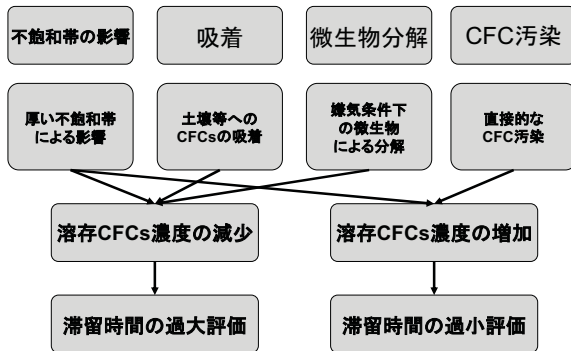 不飽和帯の影響
吸着
微生物分解
CFC汚染
厚い不飽和帯
による影響
土壌等への
CFCsの吸着
嫌気条件下
の微生物
による分解
直接的な
CFC汚染
溶存CFCs濃度の減少
溶存CFCs濃度の増加
滞留時間の過大評価
滞留時間の過小評価